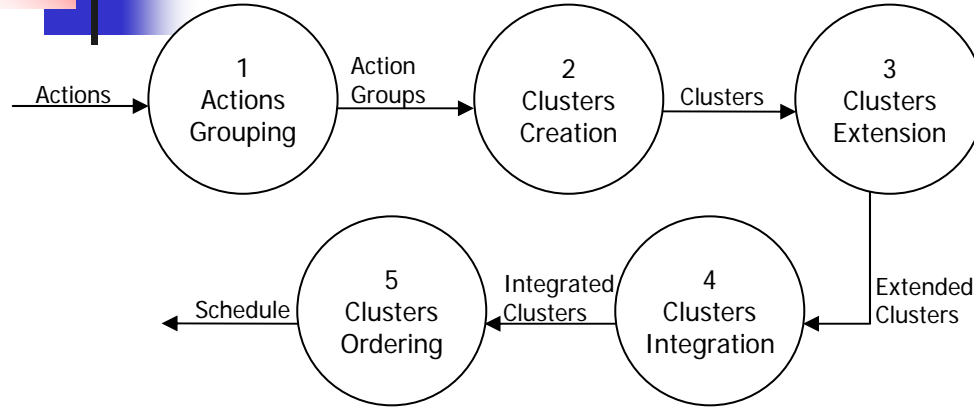 Actions
1
Actions
Grouping
Action
Groups
2
Clusters
Creation
Clusters
3
Clusters
Extension
Extended
Clusters
4
Clusters
Integration
Integrated
Clusters
5
Clusters
Ordering
Schedule